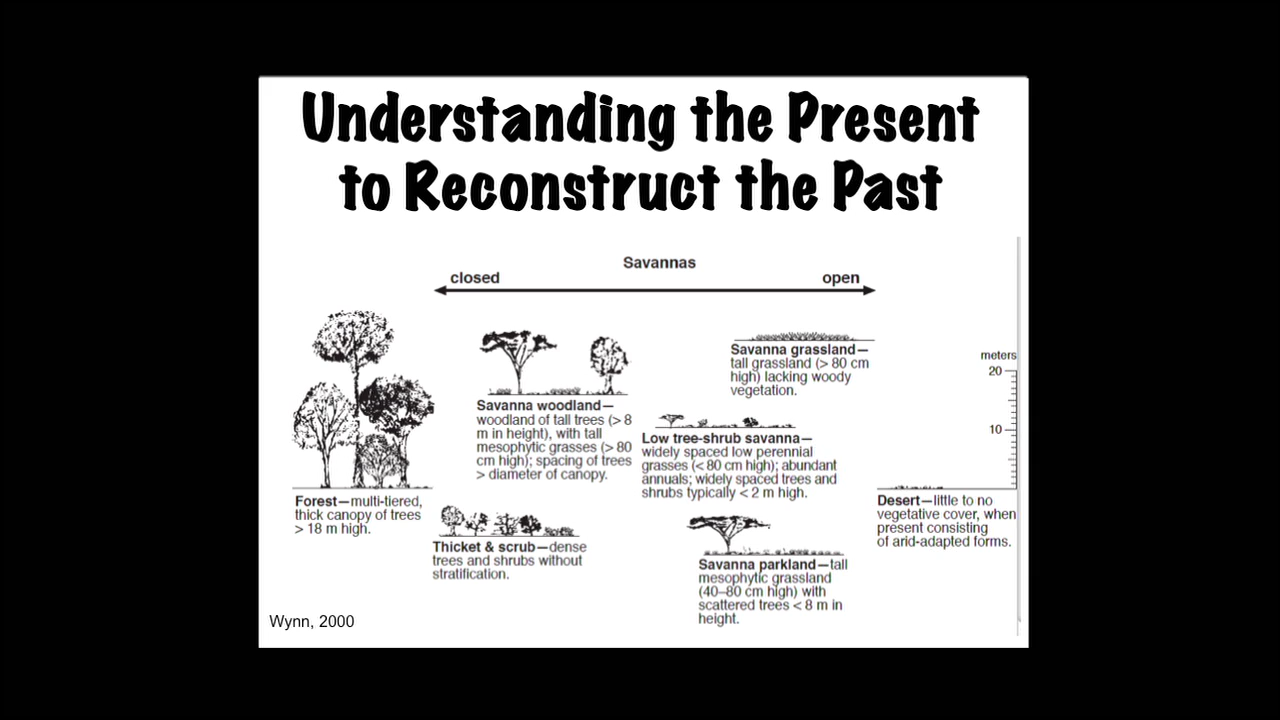 Understanding the Present
to Reconstruct the Past
Savannas
closed
open
Forest—multi-tiered,
thick canopy of trees
> 18 m high.
Savanna woodland—
woodland of tall trees (> 8
m in height), with tall
mesophytic grasses (> 80
cm high); spacing of trees
> diameter of canopy.
Thicket & scrub—dense
trees and shrubs without
stratification.
Savanna grassland—
tall grassland (> 80 cm
high) lacking woody
vegetation.
Low tree-shrub savanna—
widely spaced low perennial
grasses (< 80 cm high); abundant
annuals; widely spaced trees and
shrubs typically < 2 m high.
Savanna parkland—tall
mesophytic grassland
(40–80 cm high) with
scattered trees < 8 m in
height.
meters
20
10
Desert—little to no
vegetative cover, when
present consisting
of arid-adapted forms.
Wynn, 2000